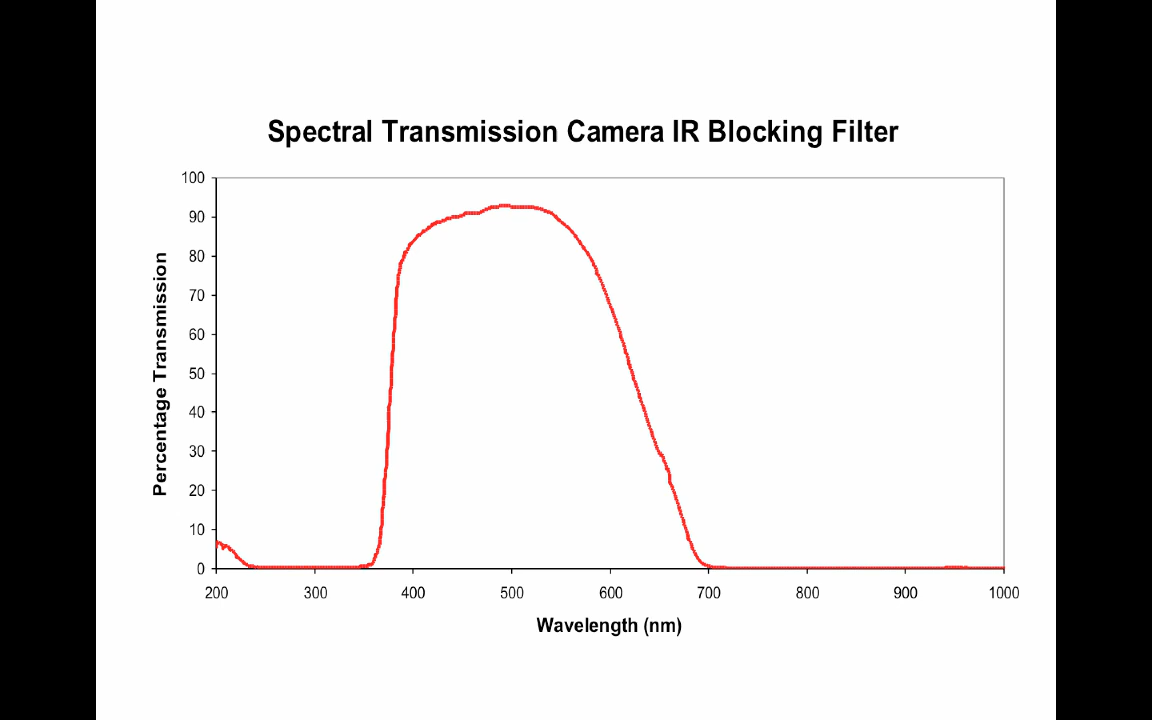 Spectral Transmission Camera IR Blocking Filter
100
90
80
70
60
50
40
30
20
10
0
Percentage Transmission
200 300 400 500 600 700 800 900 1000
Wavelength (nm)